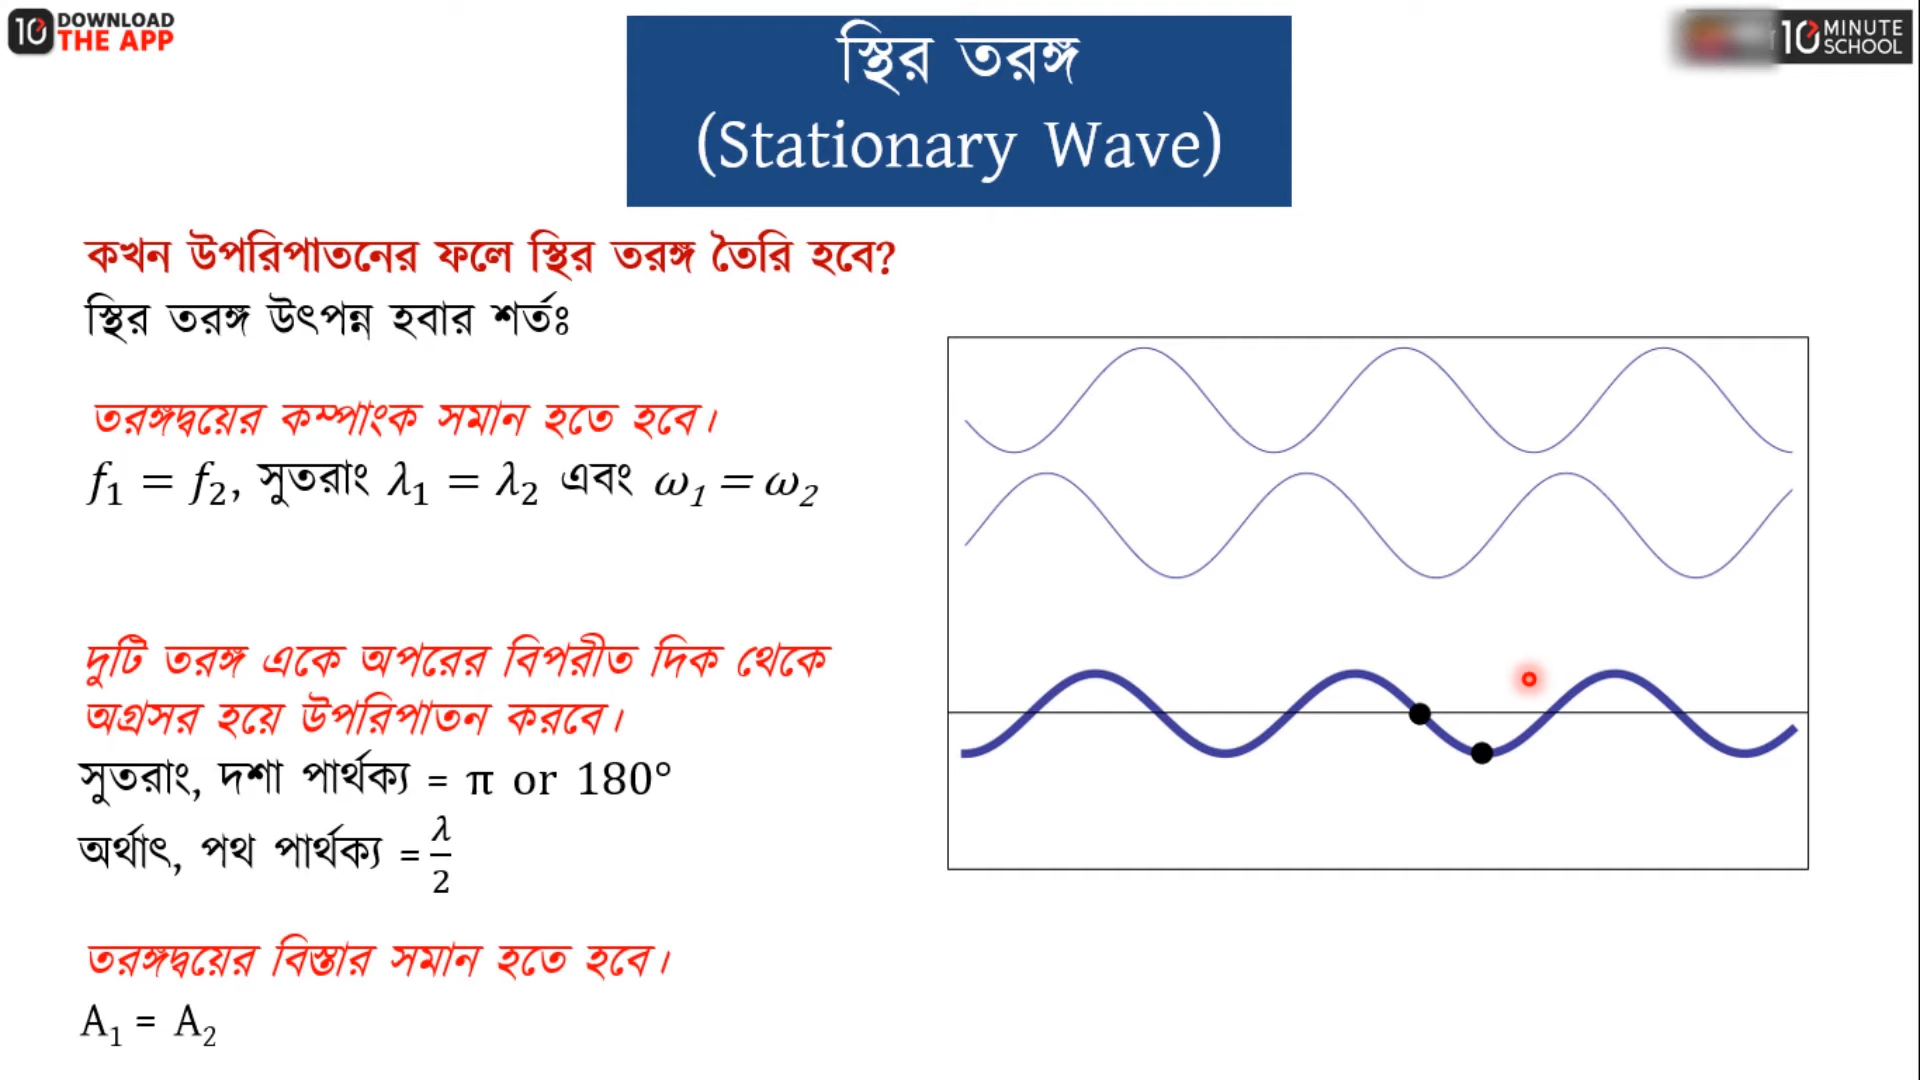 DOWNLOAD
THE APP
10 MINUTE
SCHOOL
স্থির তরঙ্গ
(Stationary Wave)
কখন উপরিপাতনের ফলে স্থির তরঙ্গ তৈরি হবে?
স্থির তরঙ্গ উৎপন্ন হবার শর্তঃ
তরঙ্গদ্বয়ের কম্পাংক সমান হতে হবে।
f₁ = f₂, সুতরাং λ₁ = λ₂ এবং ω₁ = ω₂
দুটি তরঙ্গ একে অপরের বিপরীত দিক থেকে
অগ্রসর হয়ে উপরিপাতন করবে।
সুতরাং, দশা পার্থক্য = π or 180°
অর্থাৎ, পথ পার্থক্য = λ/2
তরঙ্গদ্বয়ের বিস্তার সমান হতে হবে।
A₁ = A₂